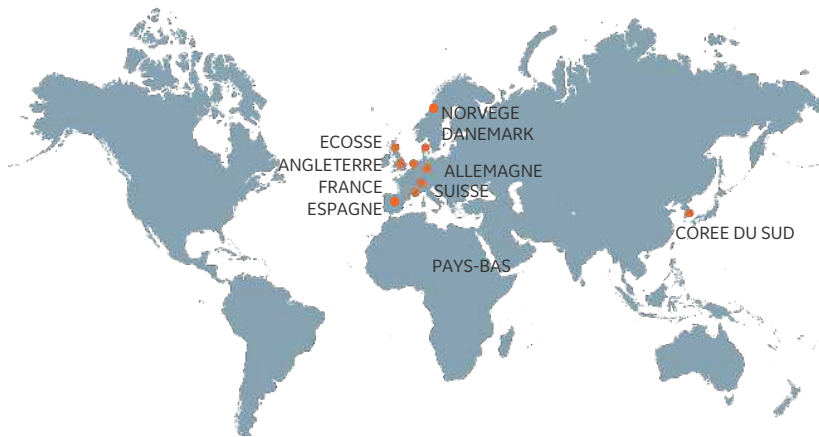 NORVEGE
DANEMARK
ECOSSE
ANGLETERRE
FRANCE
ESPAGNE
ALLEMAGNE
SUISSE
COREE DU SUD
PAYS-BAS